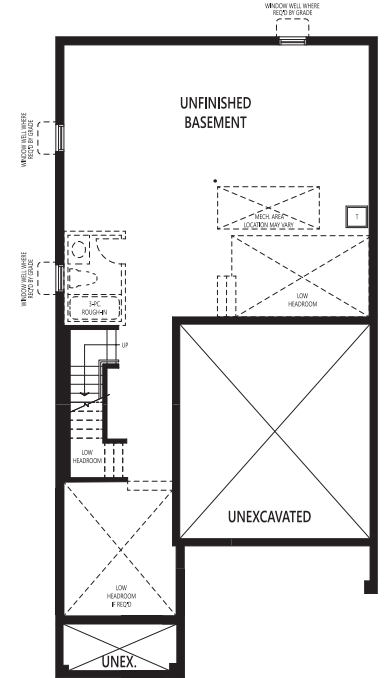 WINDOW WELL WHERE
REQ'D BY GRADE
UNFINISHED
BASEMENT
WINDOW WELL WHERE
REQ'D BY GRADE
MECH. AREA
LOCATION MAY VARY
T
WINDOW WELL WHERE
REQ'D BY GRADE
LOW
HEADROOM
3-PC.
ROUGH-IN
UP
LOW
HEADROOM
UNEXCAVATED
LOW
HEADROOM
IF REQ'D
UNEX.